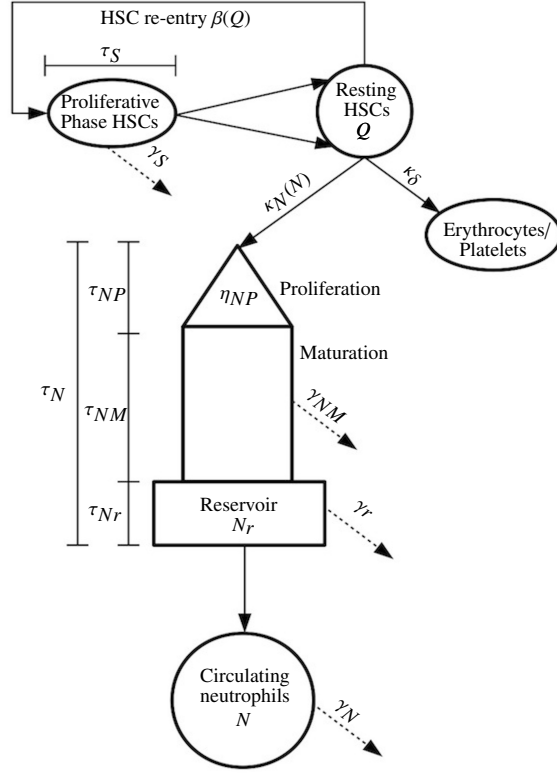 HSC re-entry β(Q)
τS
Proliferative
Phase HSCs
Resting
HSCs
Q
γS
κN(N)
κδ
Erythrocytes/
Platelets
τNP
ηNP
Proliferation
Maturation
τN
τNM
γNM
τNr
Reservoir
Nr
γr
Circulating
neutrophils
N
γN